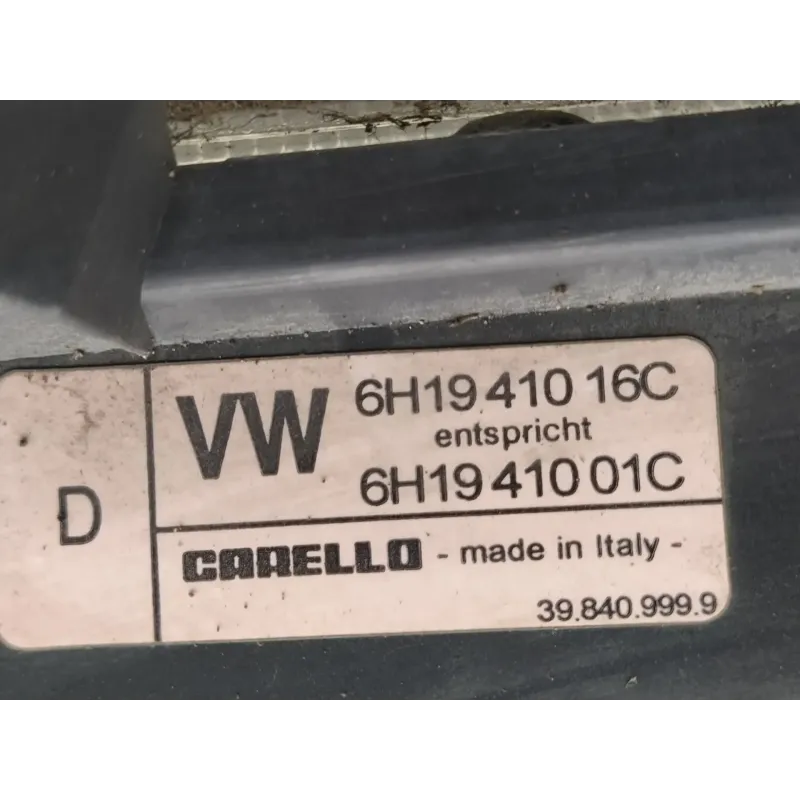 D
VW
6H19 410 16C
entspricht
6H19 410 01C
CARELLO - made in Italy -
39.840.999.9